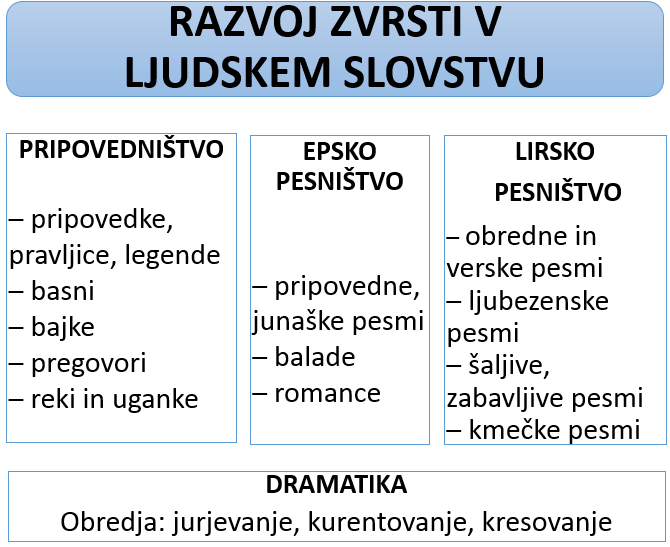 RAZVOJ ZVRSTI V
LJUDSKEM SLOVSTVU
PRIPOVEDNIŠTVO
– pripovedke,
pravljice, legende
– basni
– bajke
– pregovori
– reki in uganke
EPSKO
PESNIŠTVO
– pripovedne,
junaške pesmi
– balade
– romance
LIRSKO
PESNIŠTVO
– obredne in
verske pesmi
– ljubezenske
pesmi
– šaljive,
zabavljive pesmi
– kmečke pesmi
DRAMATIKA
Obredja: jurjevanje, kurentovanje, kresovanje